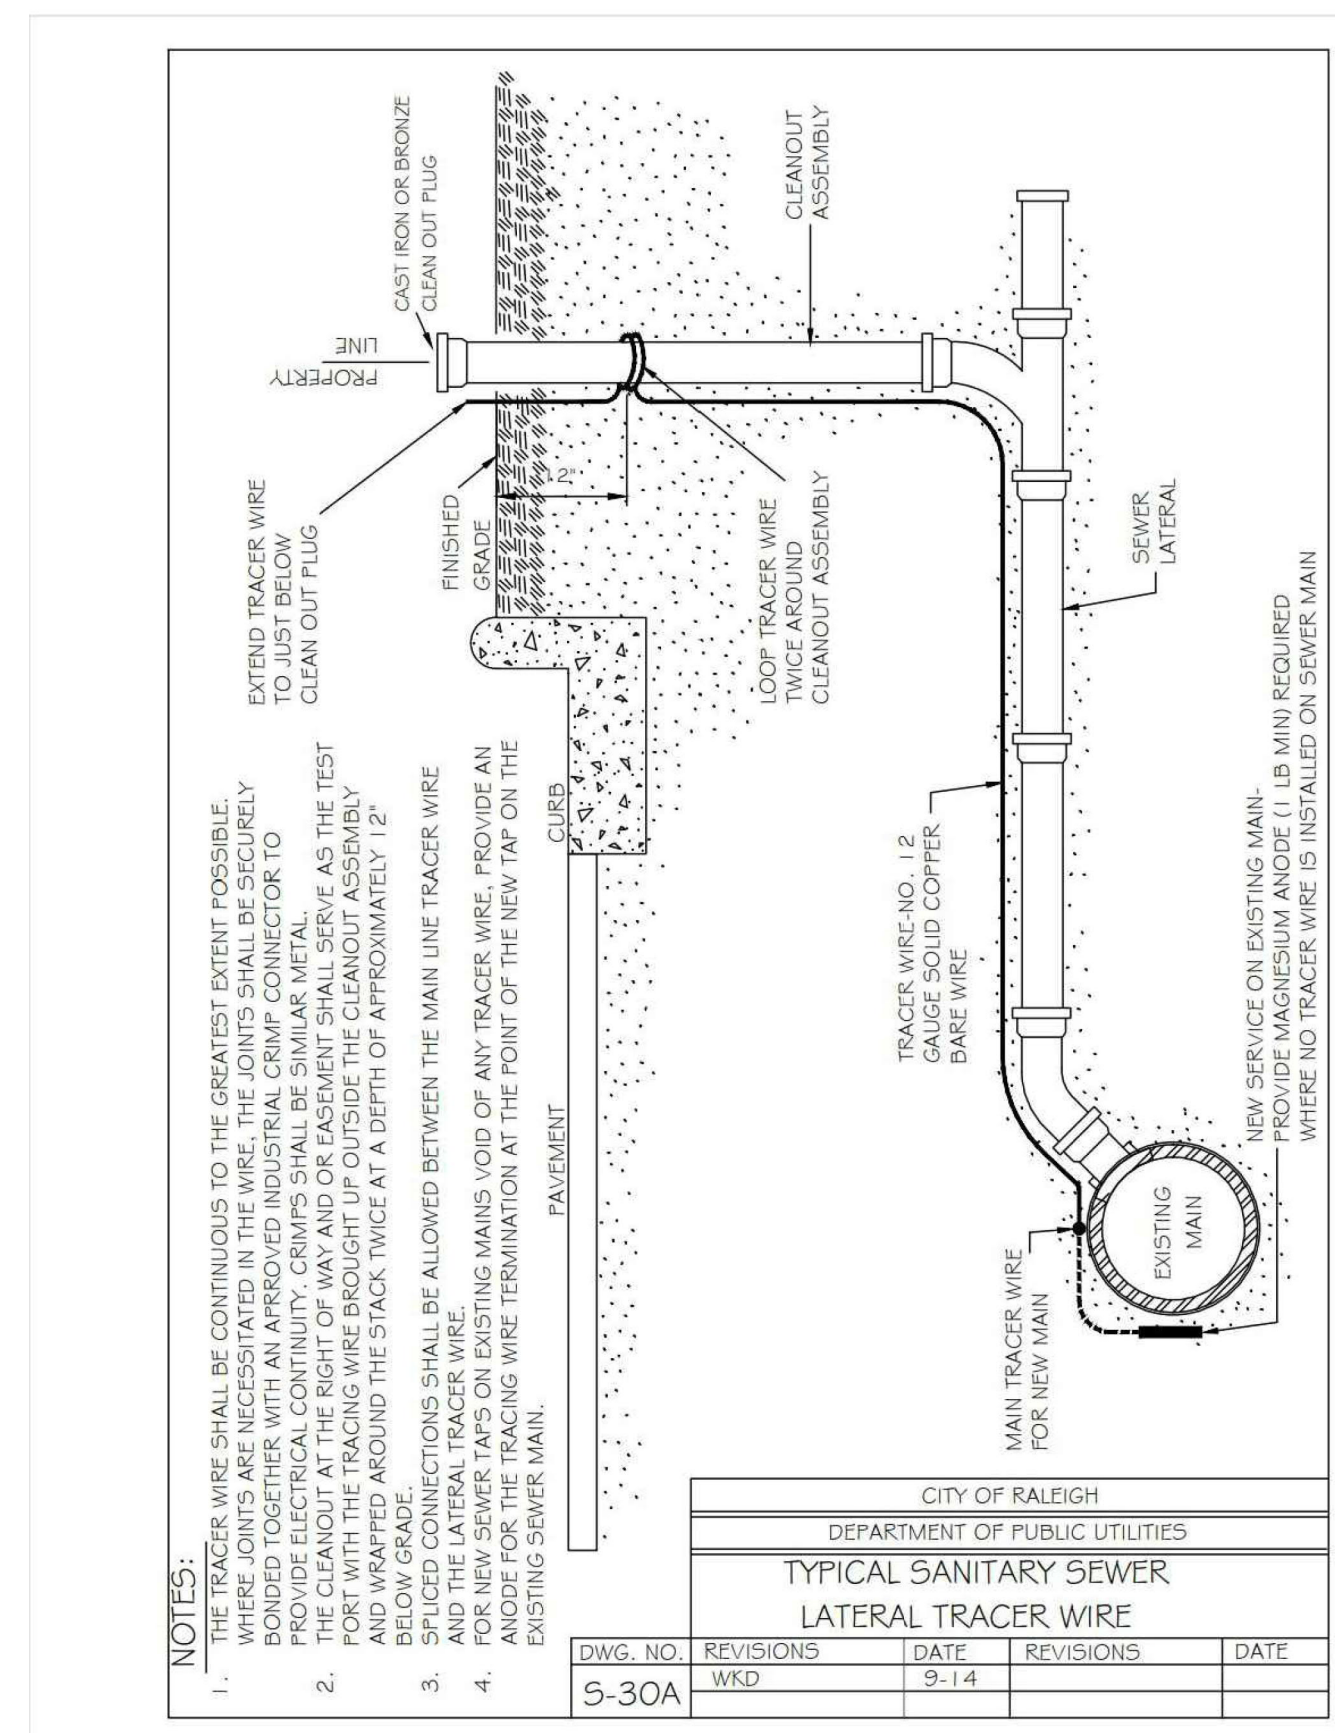 NOTES:
1. THE TRACER WIRE SHALL BE CONTINUOUS TO THE GREATEST EXTENT POSSIBLE.
WHERE JOINTS ARE NECESSITATED IN THE WIRE, THE JOINTS SHALL BE SECURELY
BONDED TOGETHER WITH AN APRROVED INDUSTRIAL CRIMP CONNECTOR TO
PROVIDE ELECTRICAL CONTINUITY. CRIMPS SHALL BE SIMILAR METAL.
2. THE CLEANOUT AT THE RIGHT OF WAY AND OR EASEMENT SHALL SERVE AS THE TEST
PORT WITH THE TRACING WIRE BROUGHT UP OUTSIDE THE CLEANOUT ASSEMBLY
AND WRAPPED AROUND THE STACK TWICE AT A DEPTH OF APPROXIMATELY 12"
BELOW GRADE.
3. SPLICED CONNECTIONS SHALL BE ALLOWED BETWEEN THE MAIN LINE TRACER WIRE
AND THE LATERAL TRACER WIRE.
4. FOR NEW SEWER TAPS ON EXISTING MAINS VOID OF ANY TRACER WIRE, PROVIDE AN
ANODE FOR THE TRACING WIRE TERMINATION AT THE POINT OF THE NEW TAP ON THE
EXISTING SEWER MAIN.
EXTEND TRACER WIRE
TO JUST BELOW
CLEAN OUT PLUG
PROPERTY
LINE
CAST IRON OR BRONZE
CLEAN OUT PLUG
FINISHED
GRADE
12"
PAVEMENT
CURB
LOOP TRACER WIRE
TWICE AROUND
CLEANOUT ASSEMBLY
CLEANOUT
ASSEMBLY
TRACER WIRE-NO. 12
GAUGE SOLID COPPER
BARE WIRE
SEWER
LATERAL
MAIN TRACER WIRE
FOR NEW MAIN
EXISTING
MAIN
NEW SERVICE ON EXISTING MAIN-
PROVIDE MAGNESIUM ANODE (1 LB MIN) REQUIRED
WHERE NO TRACER WIRE IS INSTALLED ON SEWER MAIN
CITY OF RALEIGH
DEPARTMENT OF PUBLIC UTILITIES
TYPICAL SANITARY SEWER
LATERAL TRACER WIRE
DWG. NO. REVISIONS DATE REVISIONS DATE
S-30A WKD 9-14